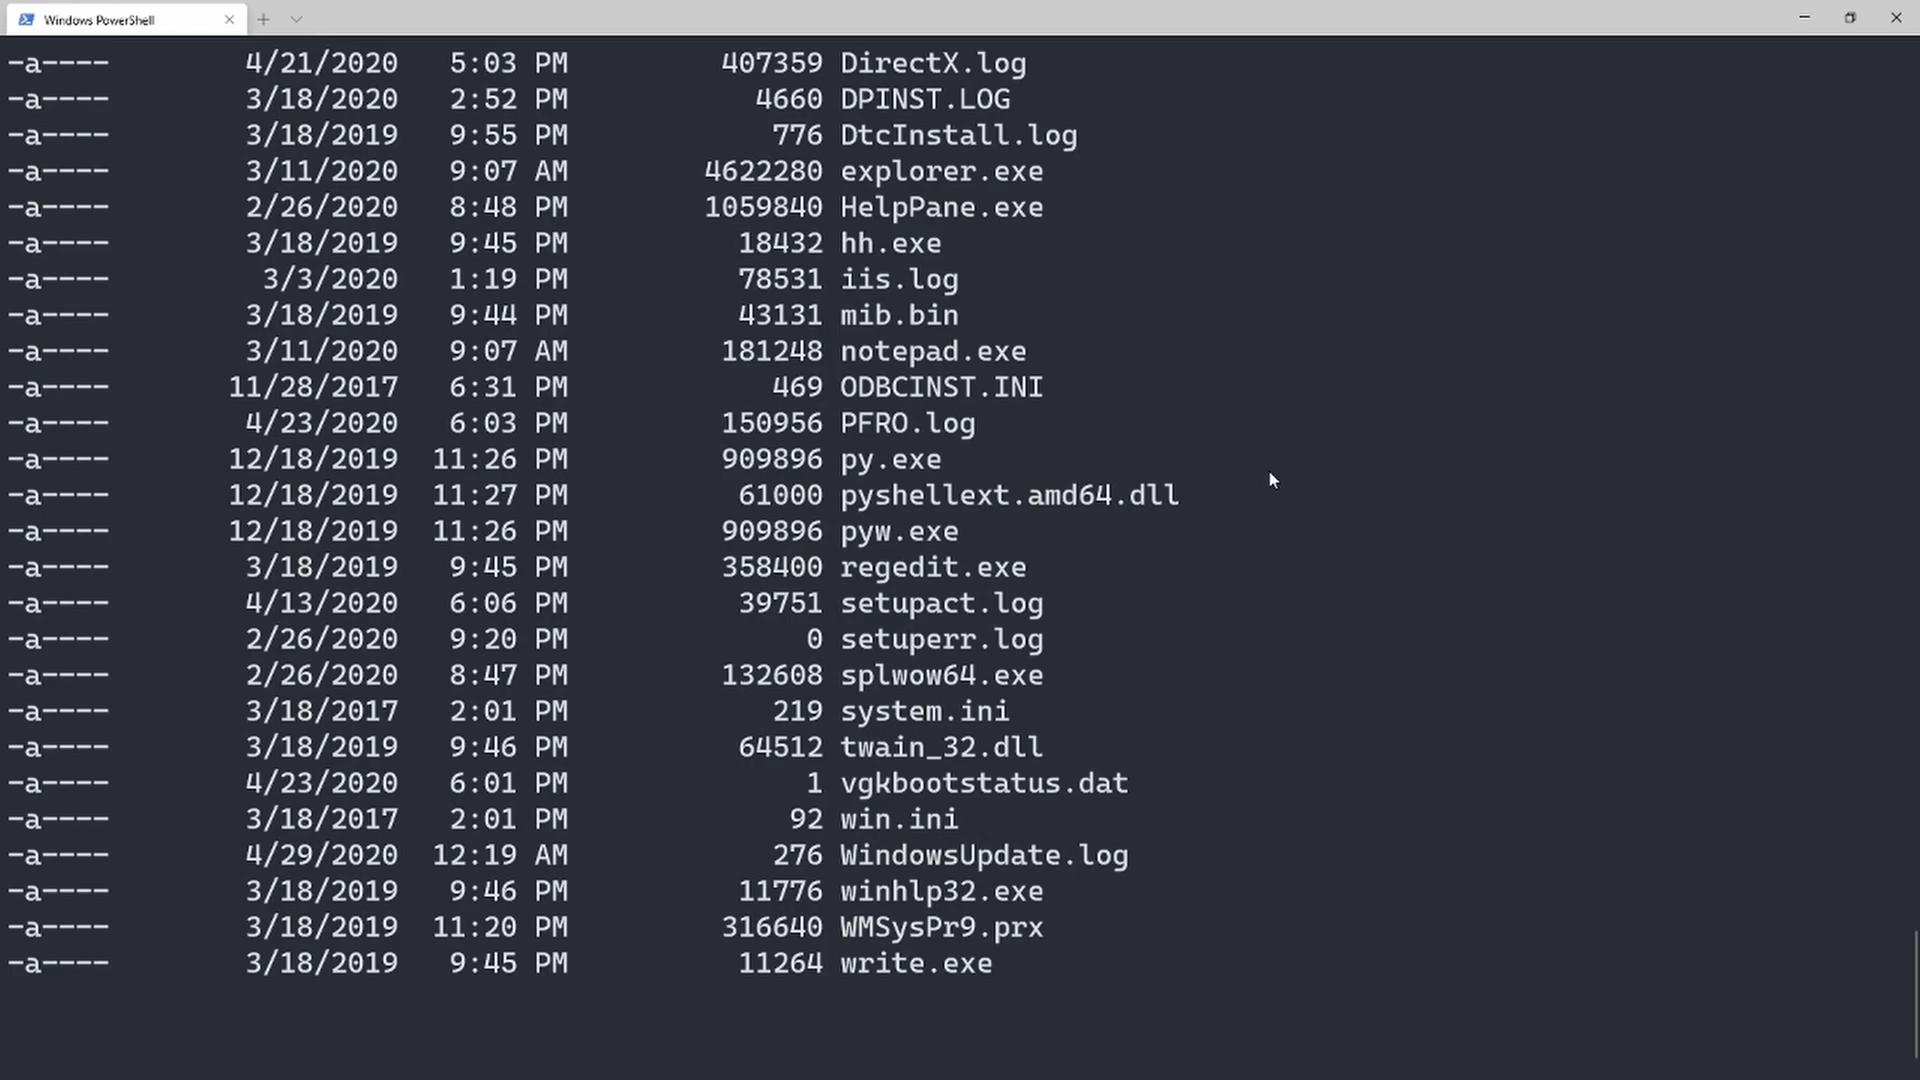 Windows PowerShell
-a---- 4/21/2020 5:03 PM 407359 DirectX.log
-a---- 3/18/2020 2:52 PM 4660 DPINST.LOG
-a---- 3/18/2019 9:55 PM 776 DtcInstall.log
-a---- 3/11/2020 9:07 AM 4622280 explorer.exe
-a---- 2/26/2020 8:48 PM 1059840 HelpPane.exe
-a---- 3/18/2019 9:45 PM 18432 hh.exe
-a---- 3/3/2020 1:19 PM 78531 iis.log
-a---- 3/18/2019 9:44 PM 43131 mib.bin
-a---- 3/11/2020 9:07 AM 181248 notepad.exe
-a---- 11/28/2017 6:31 PM 469 ODBCINST.INI
-a---- 4/23/2020 6:03 PM 150956 PFRO.log
-a---- 12/18/2019 11:26 PM 909896 py.exe
-a---- 12/18/2019 11:27 PM 61000 pyshellext.amd64.dll
-a---- 12/18/2019 11:26 PM 909896 pyw.exe
-a---- 3/18/2019 9:45 PM 358400 regedit.exe
-a---- 4/13/2020 6:06 PM 39751 setupact.log
-a---- 2/26/2020 9:20 PM 0 setuperr.log
-a---- 2/26/2020 8:47 PM 132608 splwow64.exe
-a---- 3/18/2017 2:01 PM 219 system.ini
-a---- 3/18/2019 9:46 PM 64512 twain_32.dll
-a---- 4/23/2020 6:01 PM 1 vgkbootstatus.dat
-a---- 3/18/2017 2:01 PM 92 win.ini
-a---- 4/29/2020 12:19 AM 276 WindowsUpdate.log
-a---- 3/18/2019 9:46 PM 11776 winhlp32.exe
-a---- 3/18/2019 11:20 PM 316640 WMSysPr9.prx
-a---- 3/18/2019 9:45 PM 11264 write.exe